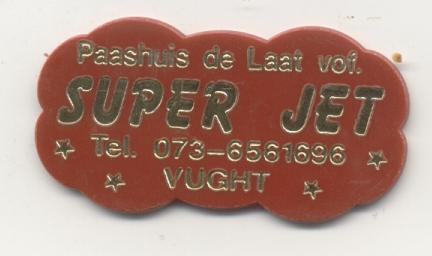 Paashuis de Laat vof.
SUPER JET
Tel. 073-6561696
VUGHT